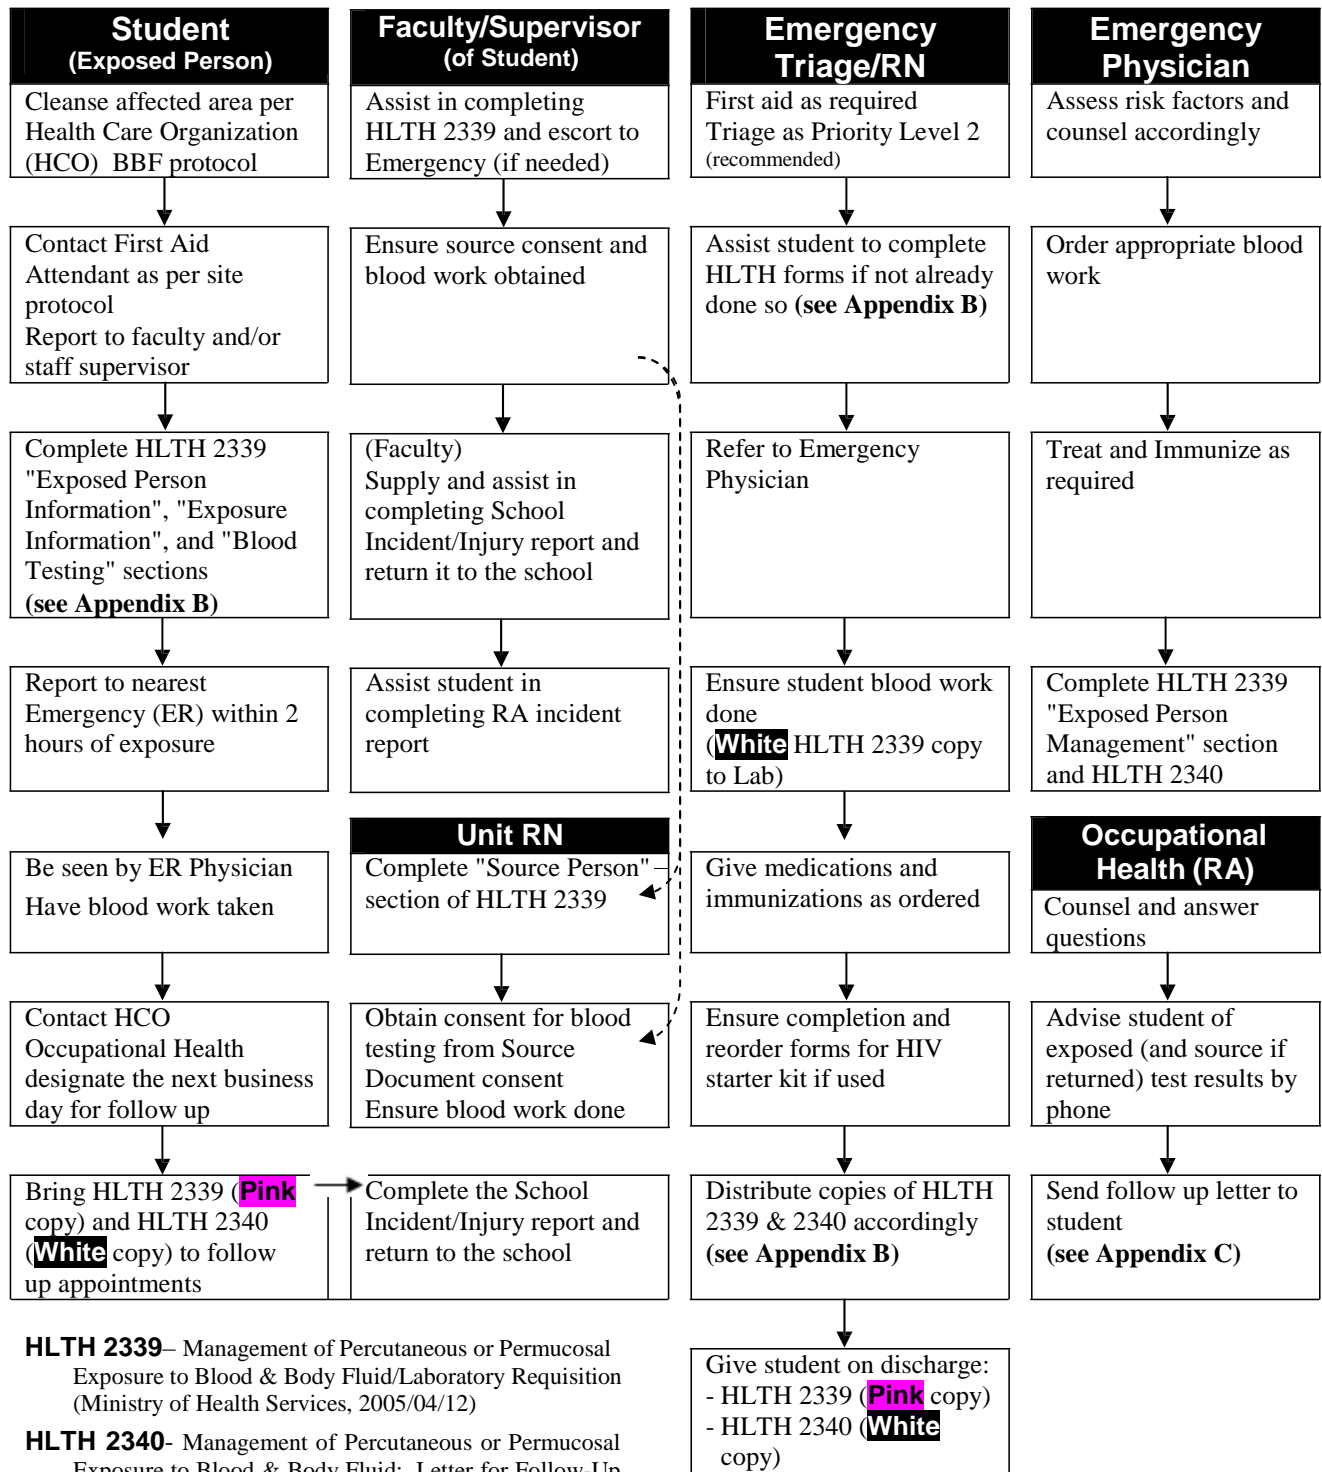 Student
(Exposed Person)
Cleanse affected area per
Health Care Organization
(HCO) BBF protocol
Contact First Aid
Attendant as per site
protocol
Report to faculty and/or
staff supervisor
Complete HLTH 2339
"Exposed Person
Information", "Exposure
Information", and "Blood
Testing" sections
(see Appendix B)
Report to nearest
Emergency (ER) within 2
hours of exposure
Be seen by ER Physician
Have blood work taken
Contact HCO
Occupational Health
designate the next business
day for follow up
Bring HLTH 2339 (Pink
copy) and HLTH 2340
(White copy) to follow
up appointments
Faculty/Supervisor
(of Student)
Assist in completing
HLTH 2339 and escort to
Emergency (if needed)
Ensure source consent and
blood work obtained
(Faculty)
Supply and assist in
completing School
Incident/Injury report and
return it to the school
Assist student in
completing RA incident
report
Unit RN
Complete "Source Person"
section of HLTH 2339
Obtain consent for blood
testing from Source
Document consent
Ensure blood work done
Complete the School
Incident/Injury report and
return to the school
Emergency
Triage/RN
First aid as required
Triage as Priority Level 2
(recommended)
Assist student to complete
HLTH forms if not already
done so (see Appendix B)
Refer to Emergency
Physician
Ensure student blood work
done
(White HLTH 2339 copy
to Lab)
Give medications and
immunizations as ordered
Ensure completion and
reorder forms for HIV
starter kit if used
Distribute copies of HLTH
2339 & 2340 accordingly
(see Appendix B)
Give student on discharge:
- HLTH 2339 (Pink copy)
- HLTH 2340 (White
copy)
Emergency
Physician
Assess risk factors and
counsel accordingly
Order appropriate blood
work
Treat and Immunize as
required
Complete HLTH 2339
"Exposed Person
Management" section
and HLTH 2340
Occupational
Health (RA)
Counsel and answer
questions
Advise student of
exposed (and source if
returned) test results by
phone
Send follow up letter to
student
(see Appendix C)
HLTH 2339– Management of Percutaneous or Permucosal
Exposure to Blood & Body Fluid/Laboratory Requisition
(Ministry of Health Services, 2005/04/12)
HLTH 2340- Management of Percutaneous or Permucosal
Exposure to Blood & Body Fluid: Letter for Follow-Up